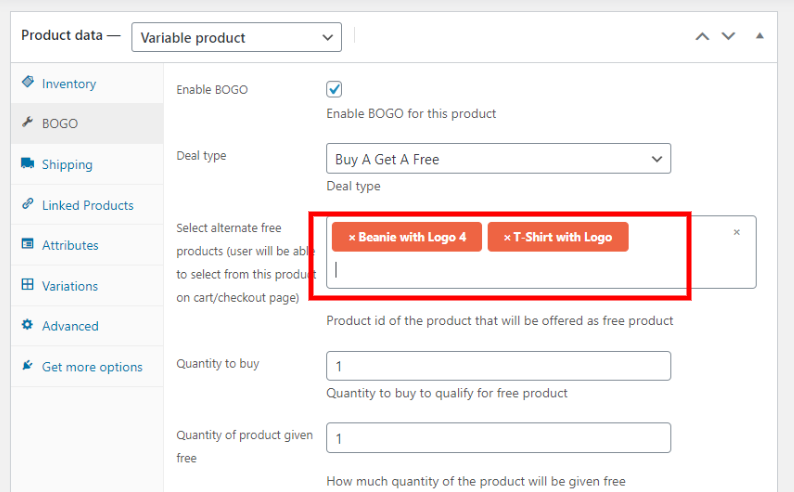 Product data —
Variable product
Inventory
BOGO
Shipping
Linked Products
Attributes
Variations
Advanced
Get more options
Enable BOGO
Enable BOGO for this product
Deal type
Buy A Get A Free
Deal type
Select alternate free
products (user will be able
to select from this product
on cart/checkout page)
× Beanie with Logo 4
× T-Shirt with Logo
×
Product id of the product that will be offered as free product
Quantity to buy
1
Quantity to buy to qualify for free product
Quantity of product given
free
1
How much quantity of the product will be given free